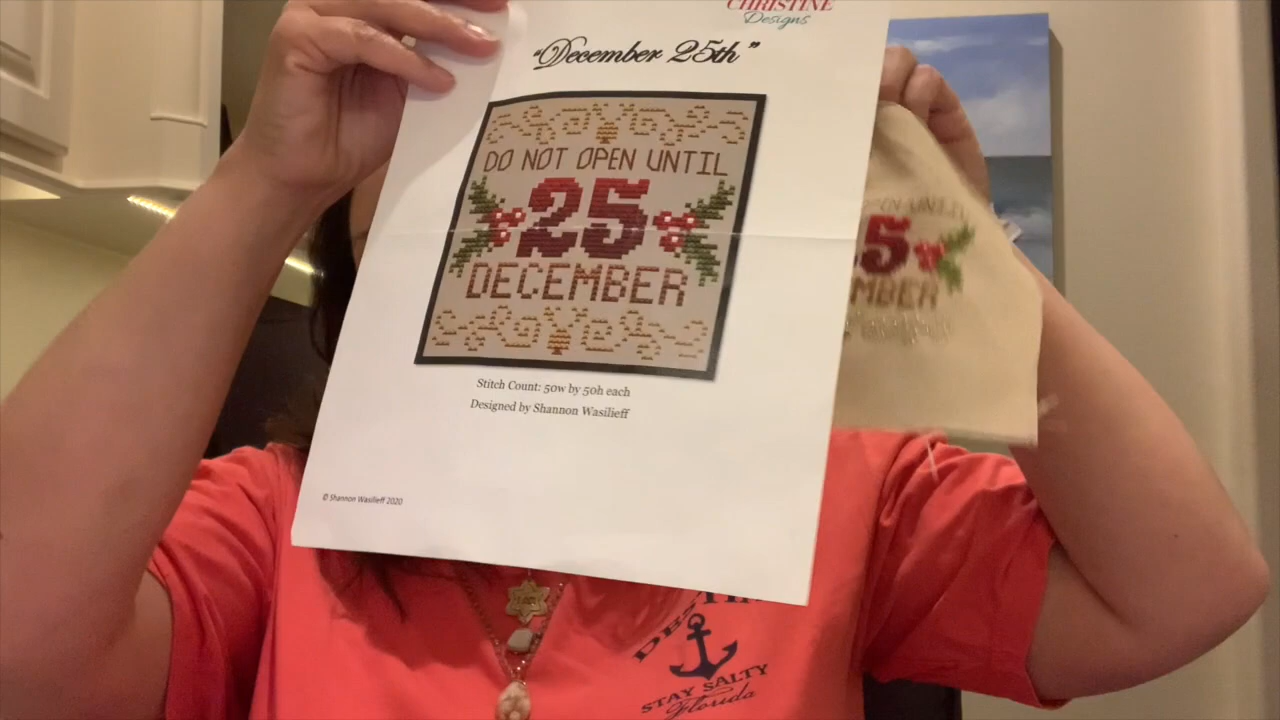 CHRISTINE
Designs
"December 25th"
DO NOT OPEN UNTIL
25
DECEMBER
Stitch Count: 50w by 50h each
Designed by Shannon Wasilieff
© Shannon Wasilieff 2020
OPEN UNTIL
25
MBER
STAY SALTY
Florida